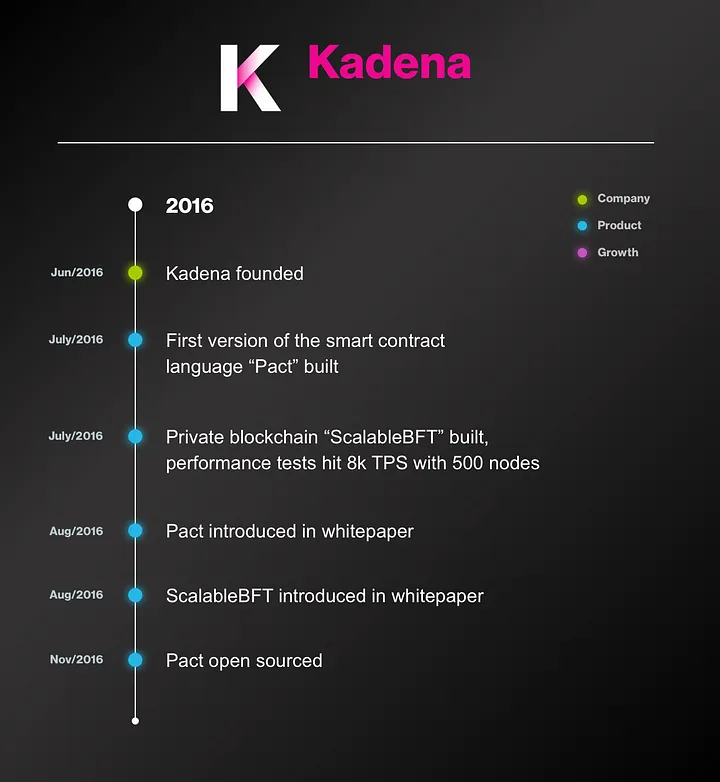 K Kadena
2016
Company
Product
Growth
Jun/2016 Kadena founded
July/2016 First version of the smart contract
language “Pact” built
July/2016 Private blockchain “ScalableBFT” built,
performance tests hit 8k TPS with 500 nodes
Aug/2016 Pact introduced in whitepaper
Aug/2016 ScalableBFT introduced in whitepaper
Nov/2016 Pact open sourced